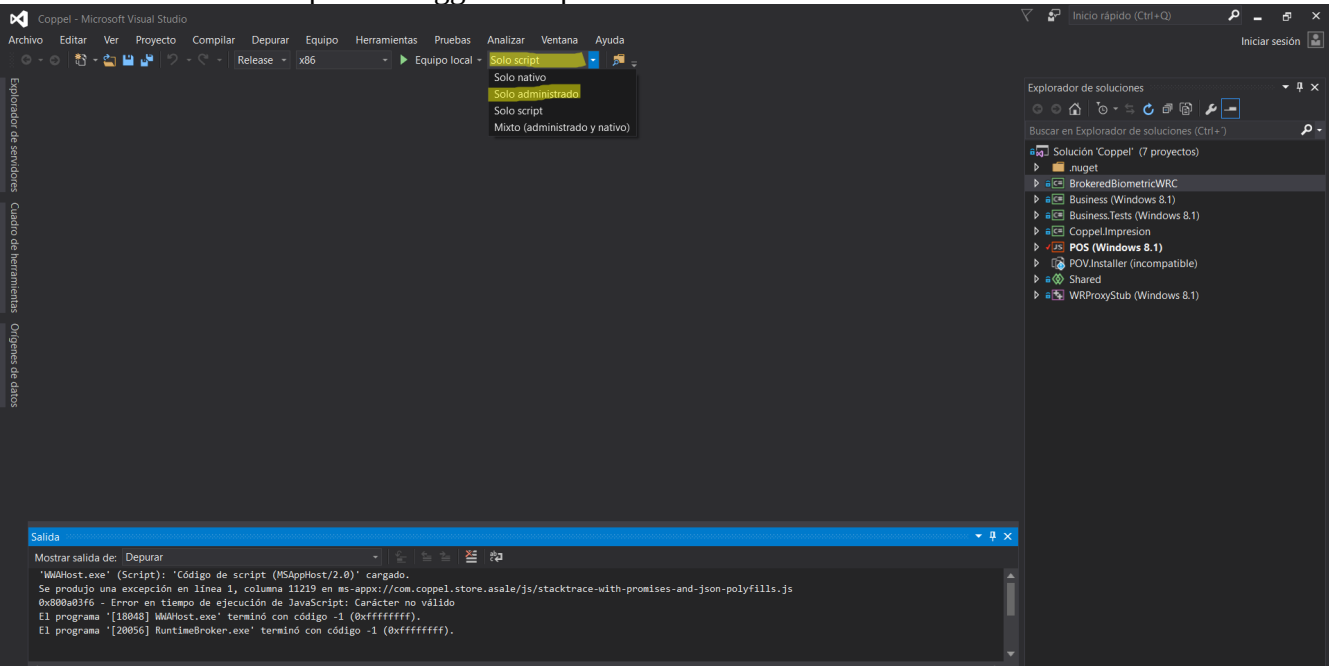 Coppel - Microsoft Visual Studio
Inicio rápido (Ctrl+Q)
Archivo Editar Ver Proyecto Compilar Depurar Equipo Herramientas Pruebas Analizar Ventana Ayuda
Iniciar sesión
Release x86 Equipo local Solo script
Solo nativo
Solo administrado
Solo script
Mixto (administrado y nativo)
Explorador de servidores
Cuadro de herramientas
Orígenes de datos
Explorador de soluciones
Buscar en Explorador de soluciones (Ctrl+¨)
Solución 'Coppel' (7 proyectos)
.nuget
BrokeredBiometricWRC
Business (Windows 8.1)
Business.Tests (Windows 8.1)
Coppel.Impresion
POS (Windows 8.1)
POV.Installer (incompatible)
Shared
WRProxyStub (Windows 8.1)
Salida
Mostrar salida de: Depurar
'WWAHost.exe' (Script): 'Código de script (MSAppHost/2.0)' cargado.
Se produjo una excepción en línea 1, columna 11219 en ms-appx://com.coppel.store.asale/js/stacktrace-with-promises-and-json-polyfills.js
0x800a03f6 - Error en tiempo de ejecución de JavaScript: Carácter no válido
El programa '[18048] WWAHost.exe' terminó con código -1 (0xffffffff).
El programa '[20056] RuntimeBroker.exe' terminó con código -1 (0xffffffff).